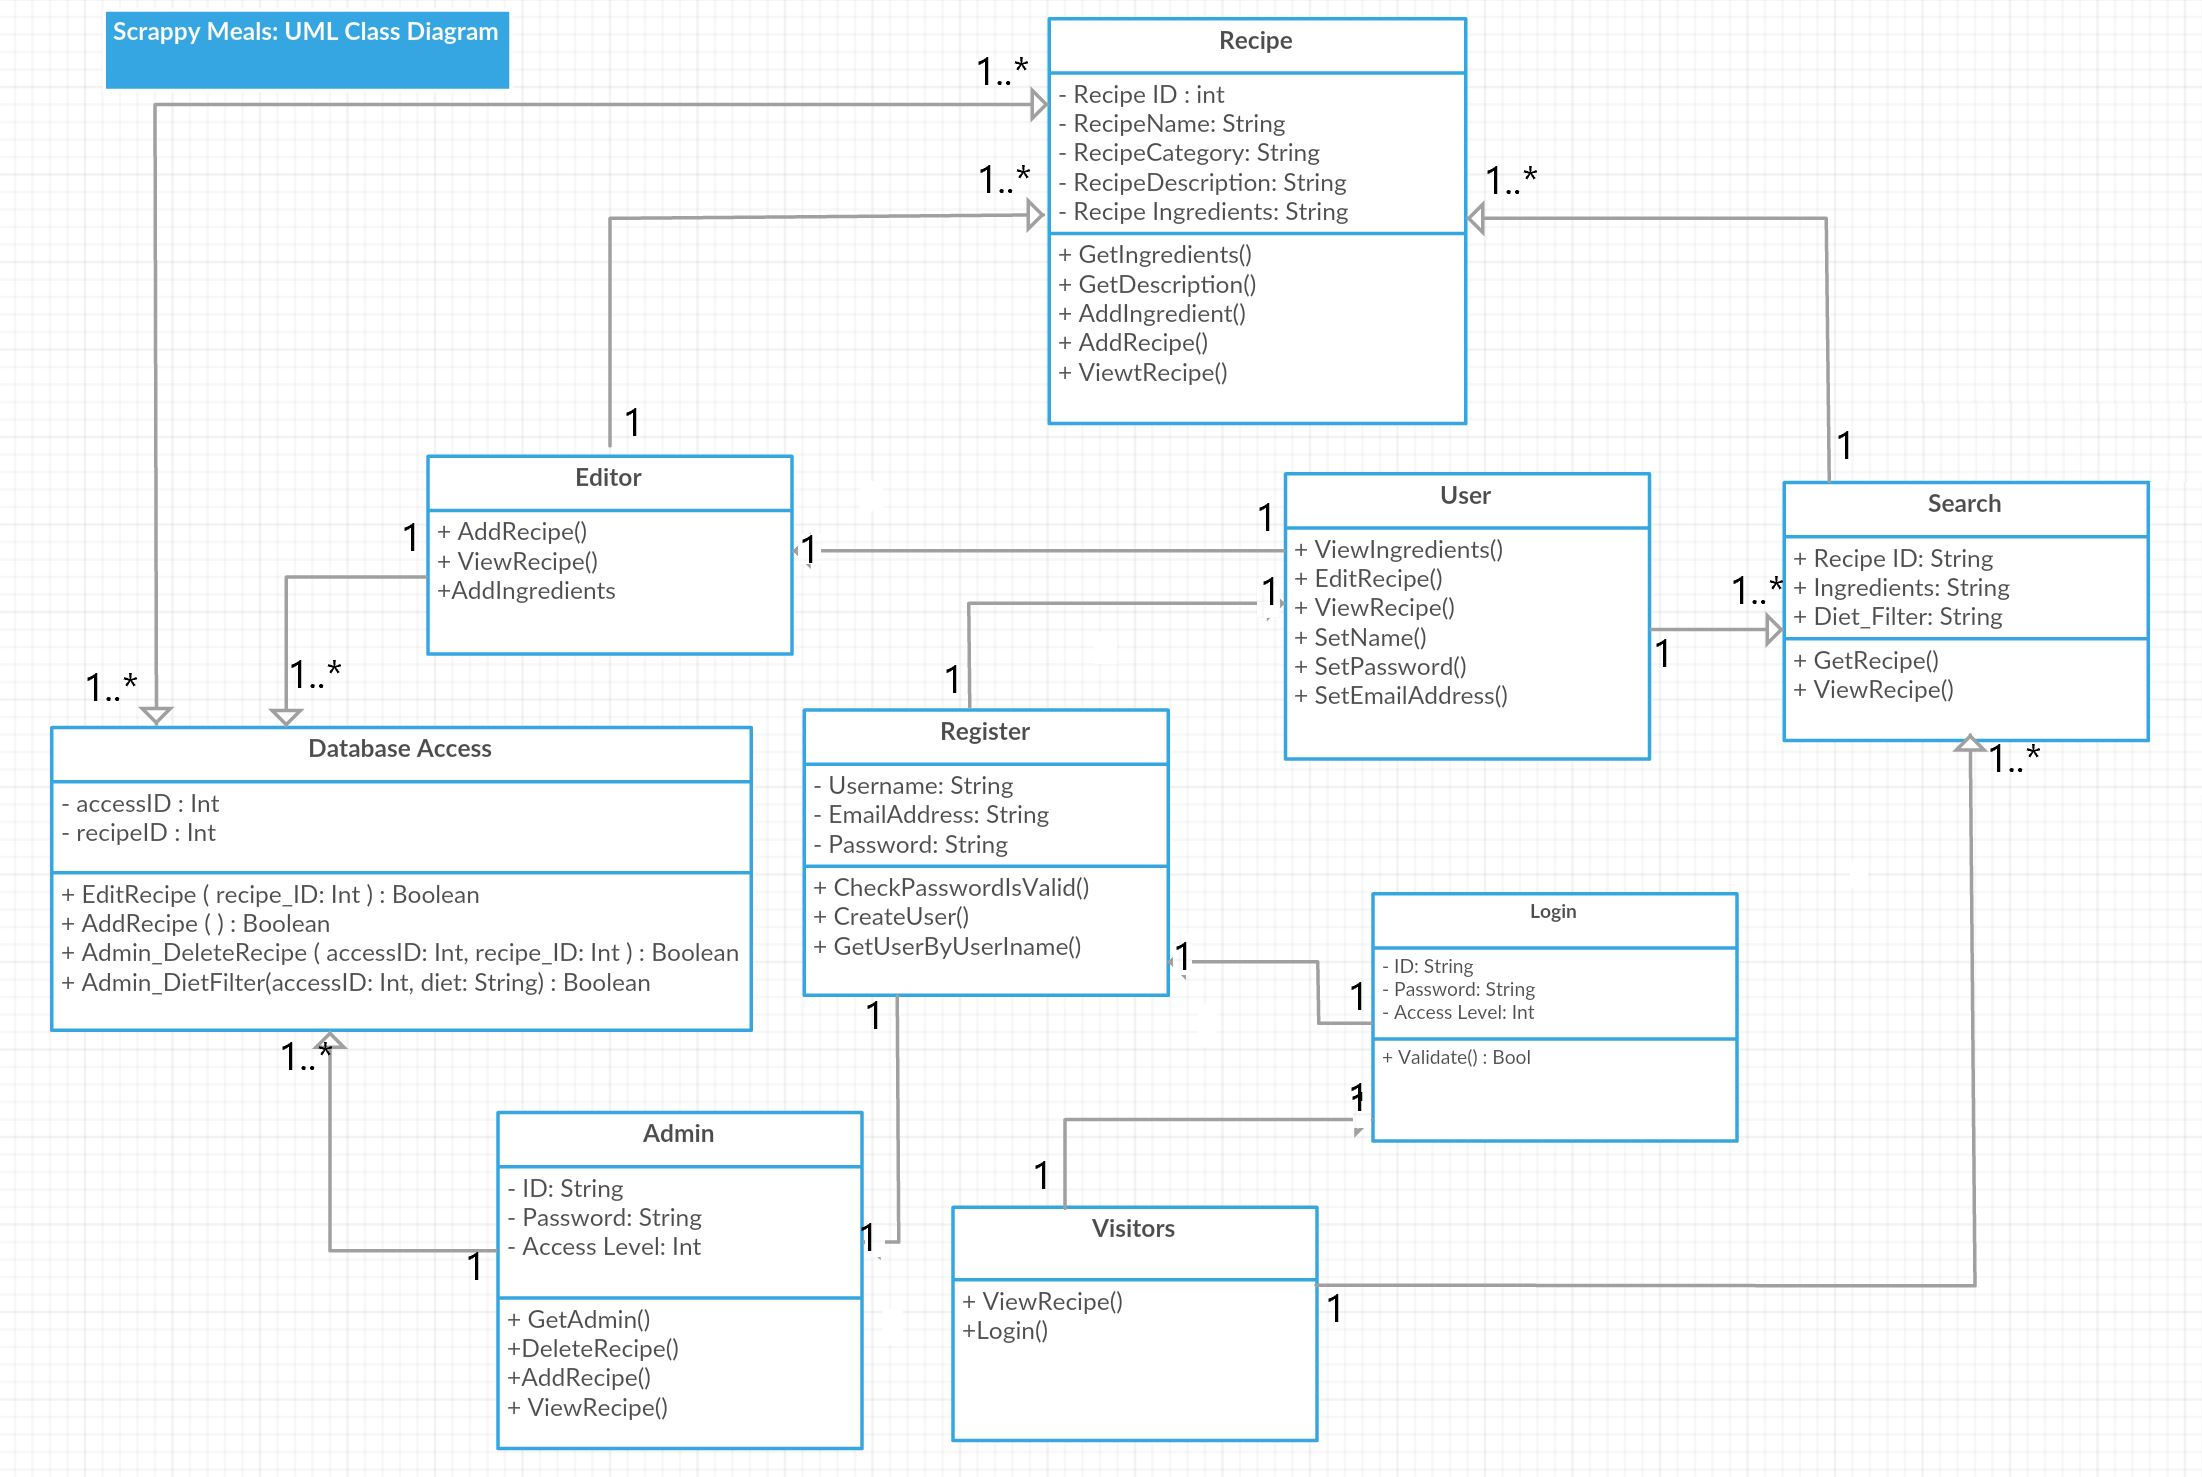 Scrappy Meals: UML Class Diagram
Recipe
- Recipe ID : int
- RecipeName: String
- RecipeCategory: String
- RecipeDescription: String
- Recipe Ingredients: String
+ GetIngredients()
+ GetDescription()
+ AddIngredient()
+ AddRecipe()
+ ViewtRecipe()
1..*
1..*
1..*
1
1
Editor
+ AddRecipe()
+ ViewRecipe()
+AddIngredients
1
1
1
1
User
+ ViewIngredients()
+ EditRecipe()
+ ViewRecipe()
+ SetName()
+ SetPassword()
+ SetEmailAddress()
1
1..*
Search
+ Recipe ID: String
+ Ingredients: String
+ Diet_Filter: String
+ GetRecipe()
+ ViewRecipe()
1..*
1..*
1..*
1
Database Access
- accessID : Int
- recipeID : Int
+ EditRecipe ( recipe_ID: Int ) : Boolean
+ AddRecipe ( ) : Boolean
+ Admin_DeleteRecipe ( accessID: Int, recipe_ID: Int ) : Boolean
+ Admin_DietFilter(accessID: Int, diet: String) : Boolean
1..*
Register
- Username: String
- EmailAddress: String
- Password: String
+ CheckPasswordIsValid()
+ CreateUser()
+ GetUserByUserIname()
1
1
1
Login
- ID: String
- Password: String
- Access Level: Int
+ Validate() : Bool
1
1
Admin
- ID: String
- Password: String
- Access Level: Int
+ GetAdmin()
+DeleteRecipe()
+AddRecipe()
+ ViewRecipe()
1
1
Visitors
+ ViewRecipe()
+Login()
1